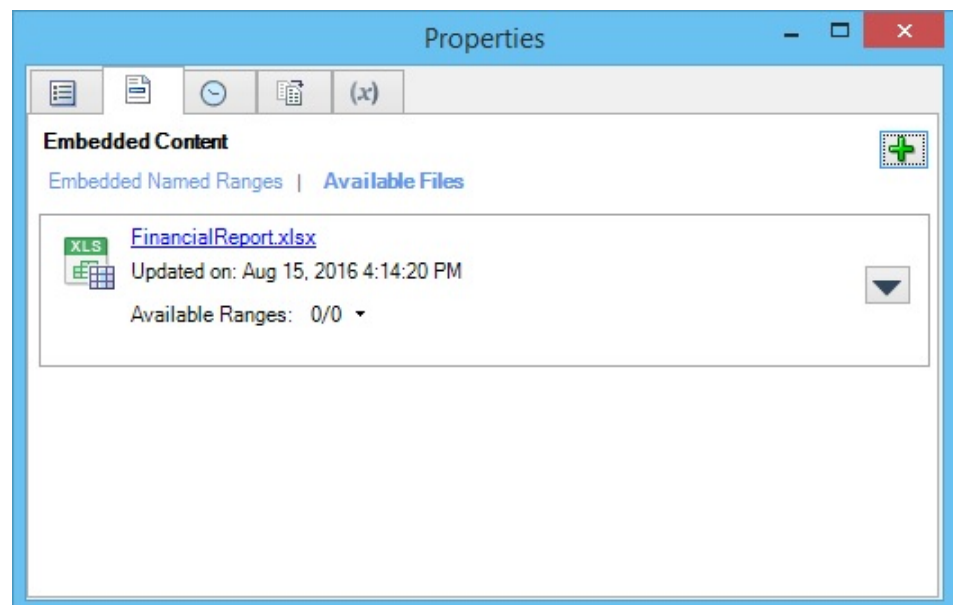 Properties
(x)
Embedded Content
Embedded Named Ranges | Available Files
XLS
FinancialReport.xlsx
Updated on: Aug 15, 2016 4:14:20 PM
Available Ranges: 0/0